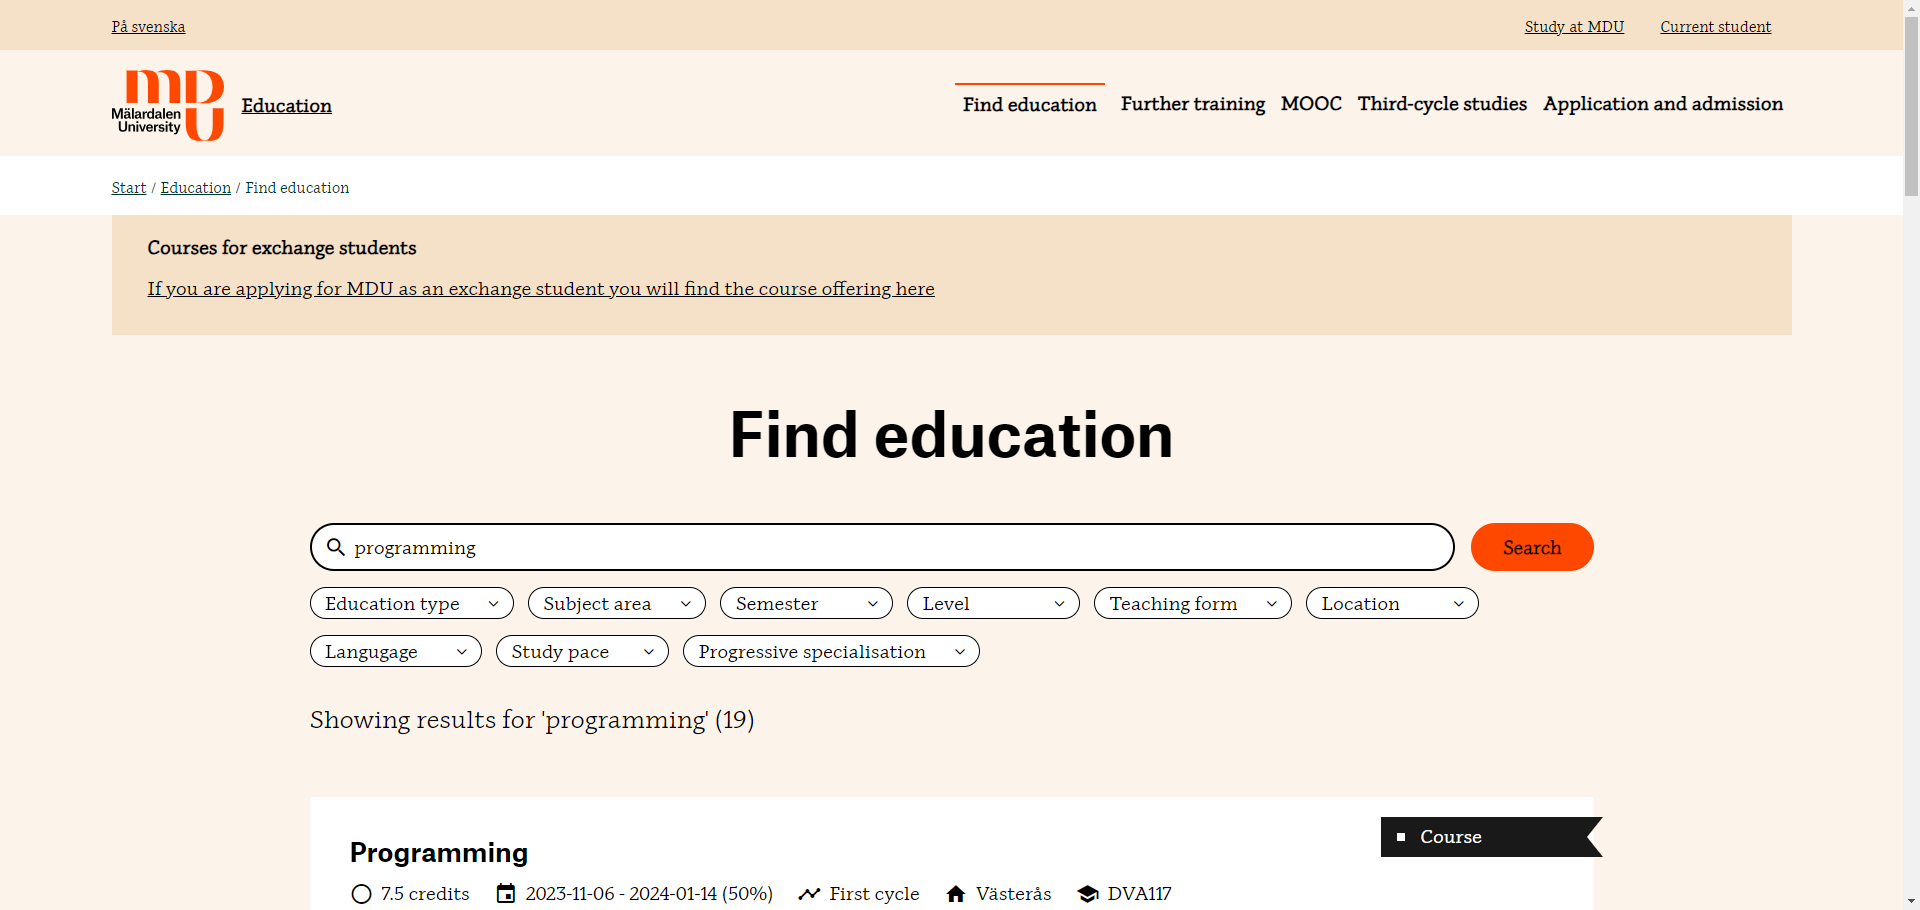 På svenska
Study at MDU
Current student
Mälardalen
University
Education
Find education
Further training
MOOC
Third-cycle studies
Application and admission
Start / Education / Find education
Courses for exchange students
If you are applying for MDU as an exchange student you will find the course offering here
Find education
programming
Search
Education type
Subject area
Semester
Level
Teaching form
Location
Langugage
Study pace
Progressive specialisation
Showing results for 'programming' (19)
Course
Programming
7.5 credits
2023-11-06 - 2024-01-14 (50%)
First cycle
Västerås
DVA117